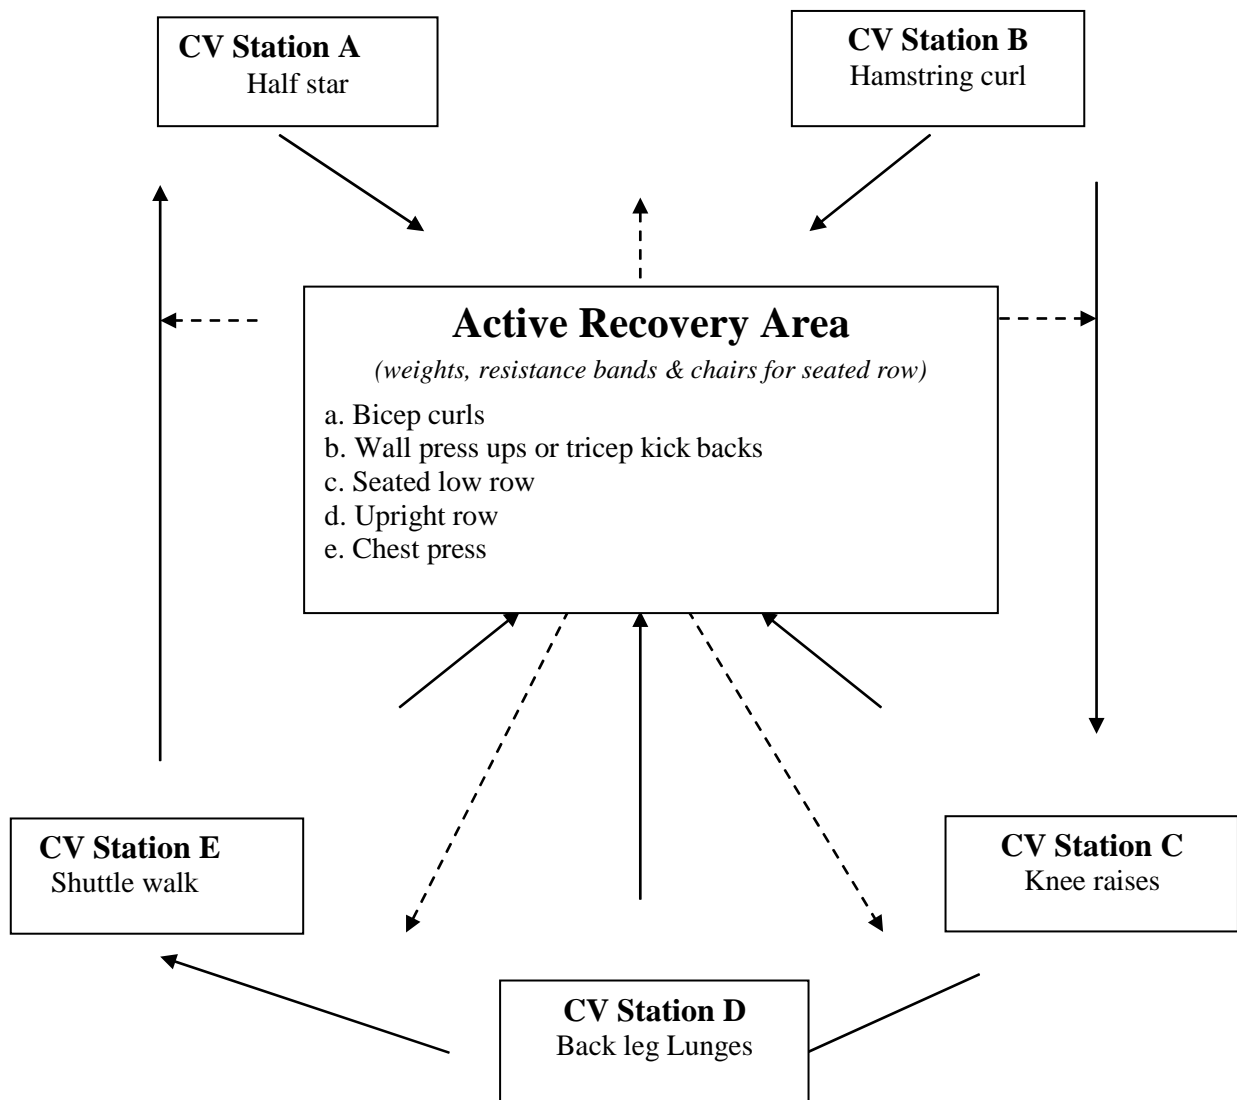 CV Station A
Half star
CV Station B
Hamstring curl
Active Recovery Area
(weights, resistance bands & chairs for seated row)
a. Bicep curls
b. Wall press ups or tricep kick backs
c. Seated low row
d. Upright row
e. Chest press
CV Station E
Shuttle walk
CV Station C
Knee raises
CV Station D
Back leg Lunges